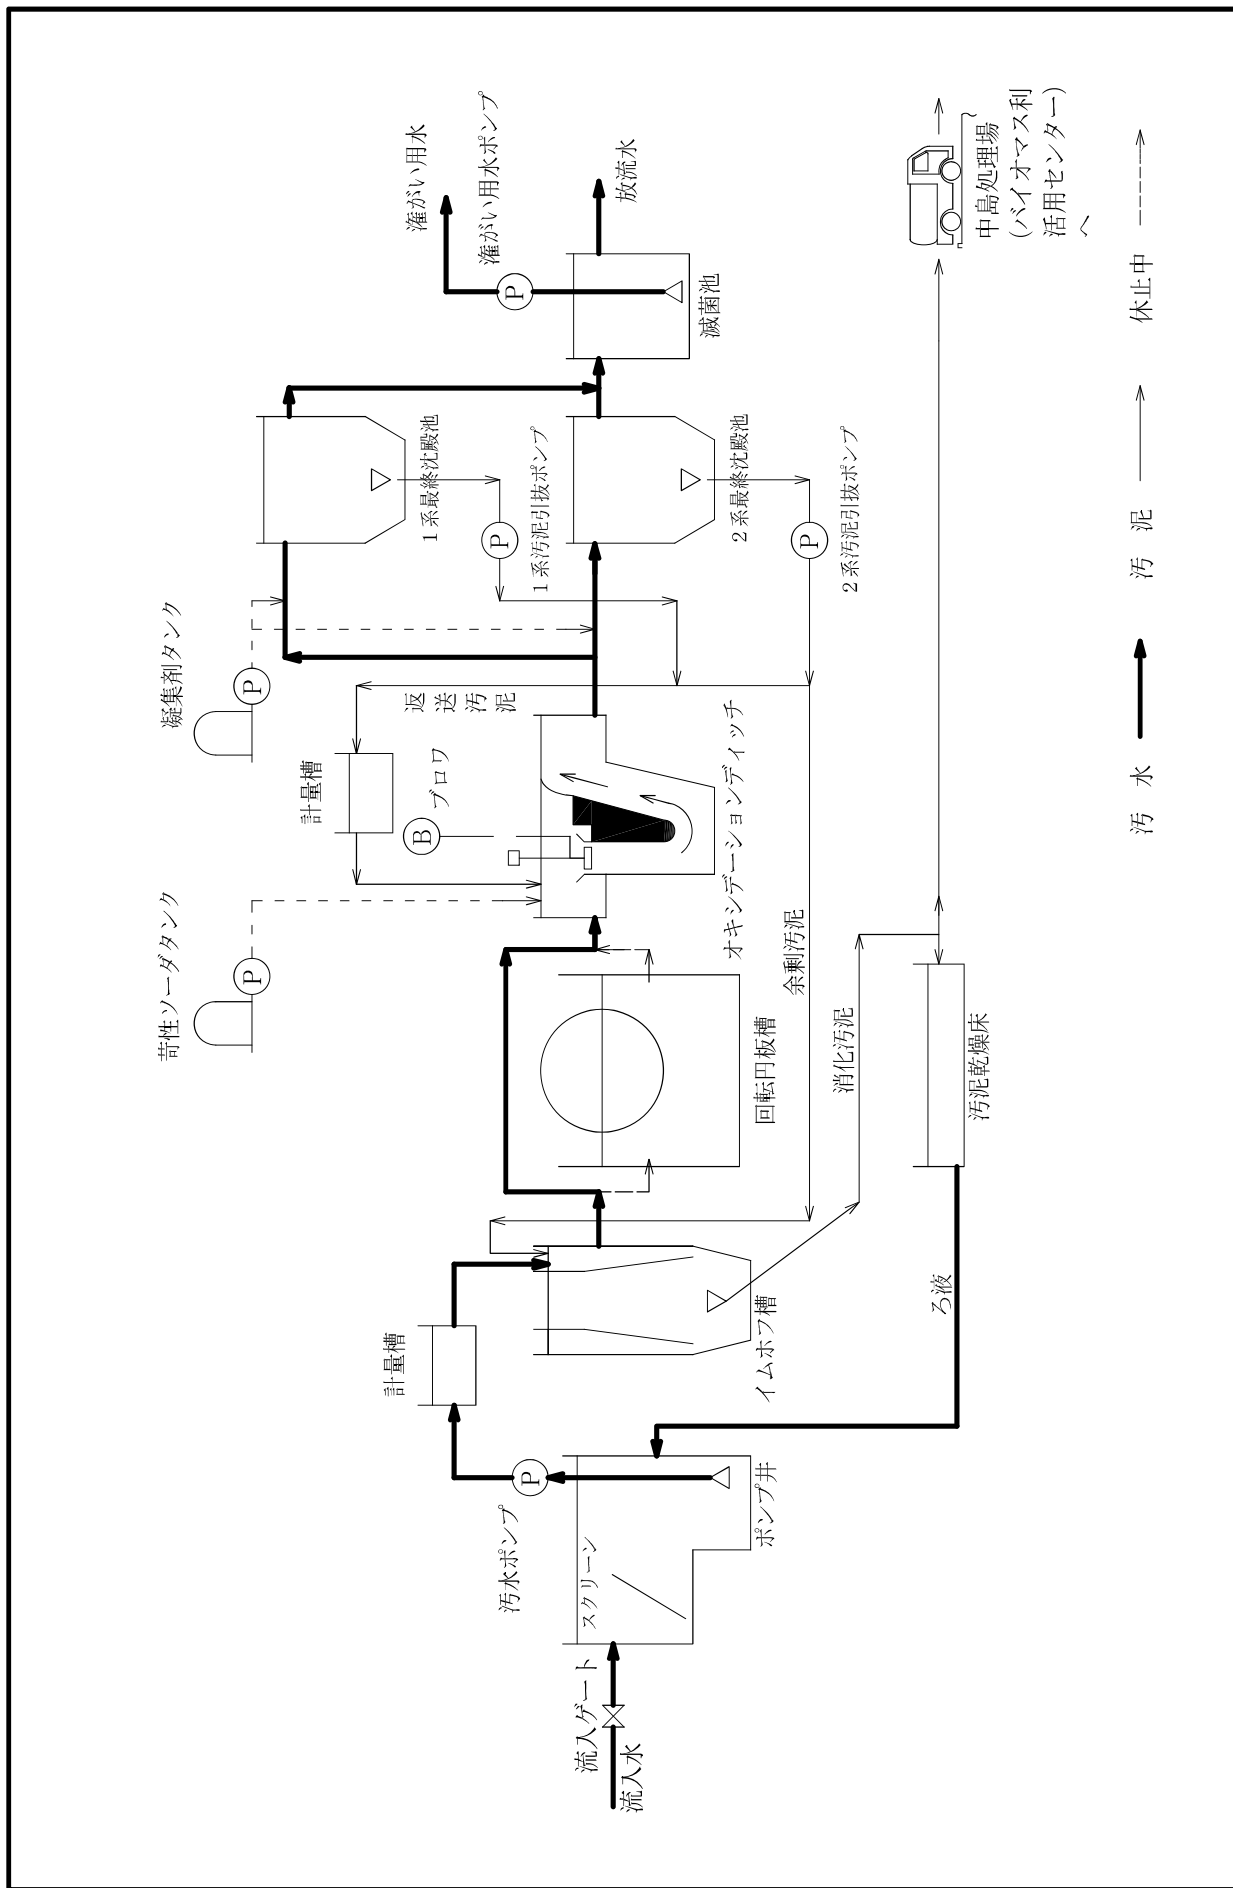 苛性ソーダタンク
P
凝集剤タンク
P
計量槽
計量槽
B
ブロワ
返送汚泥
1系最終沈殿池
P
1系汚泥引抜ポンプ
灌がい用水
P
灌がい用水ポンプ
汚水ポンプ
P
流入ゲート
流入水
スクリーン
ポンプ井
イムホフ槽
回転円板槽
オキシデーションディッチ
2系最終沈殿池
滅菌池
放流水
余剰汚泥
P
2系汚泥引抜ポンプ
消化汚泥
ろ液
汚泥乾燥床
中島処理場
(バイオマス利
活用センター)
へ
汚 水
汚 泥
休止中